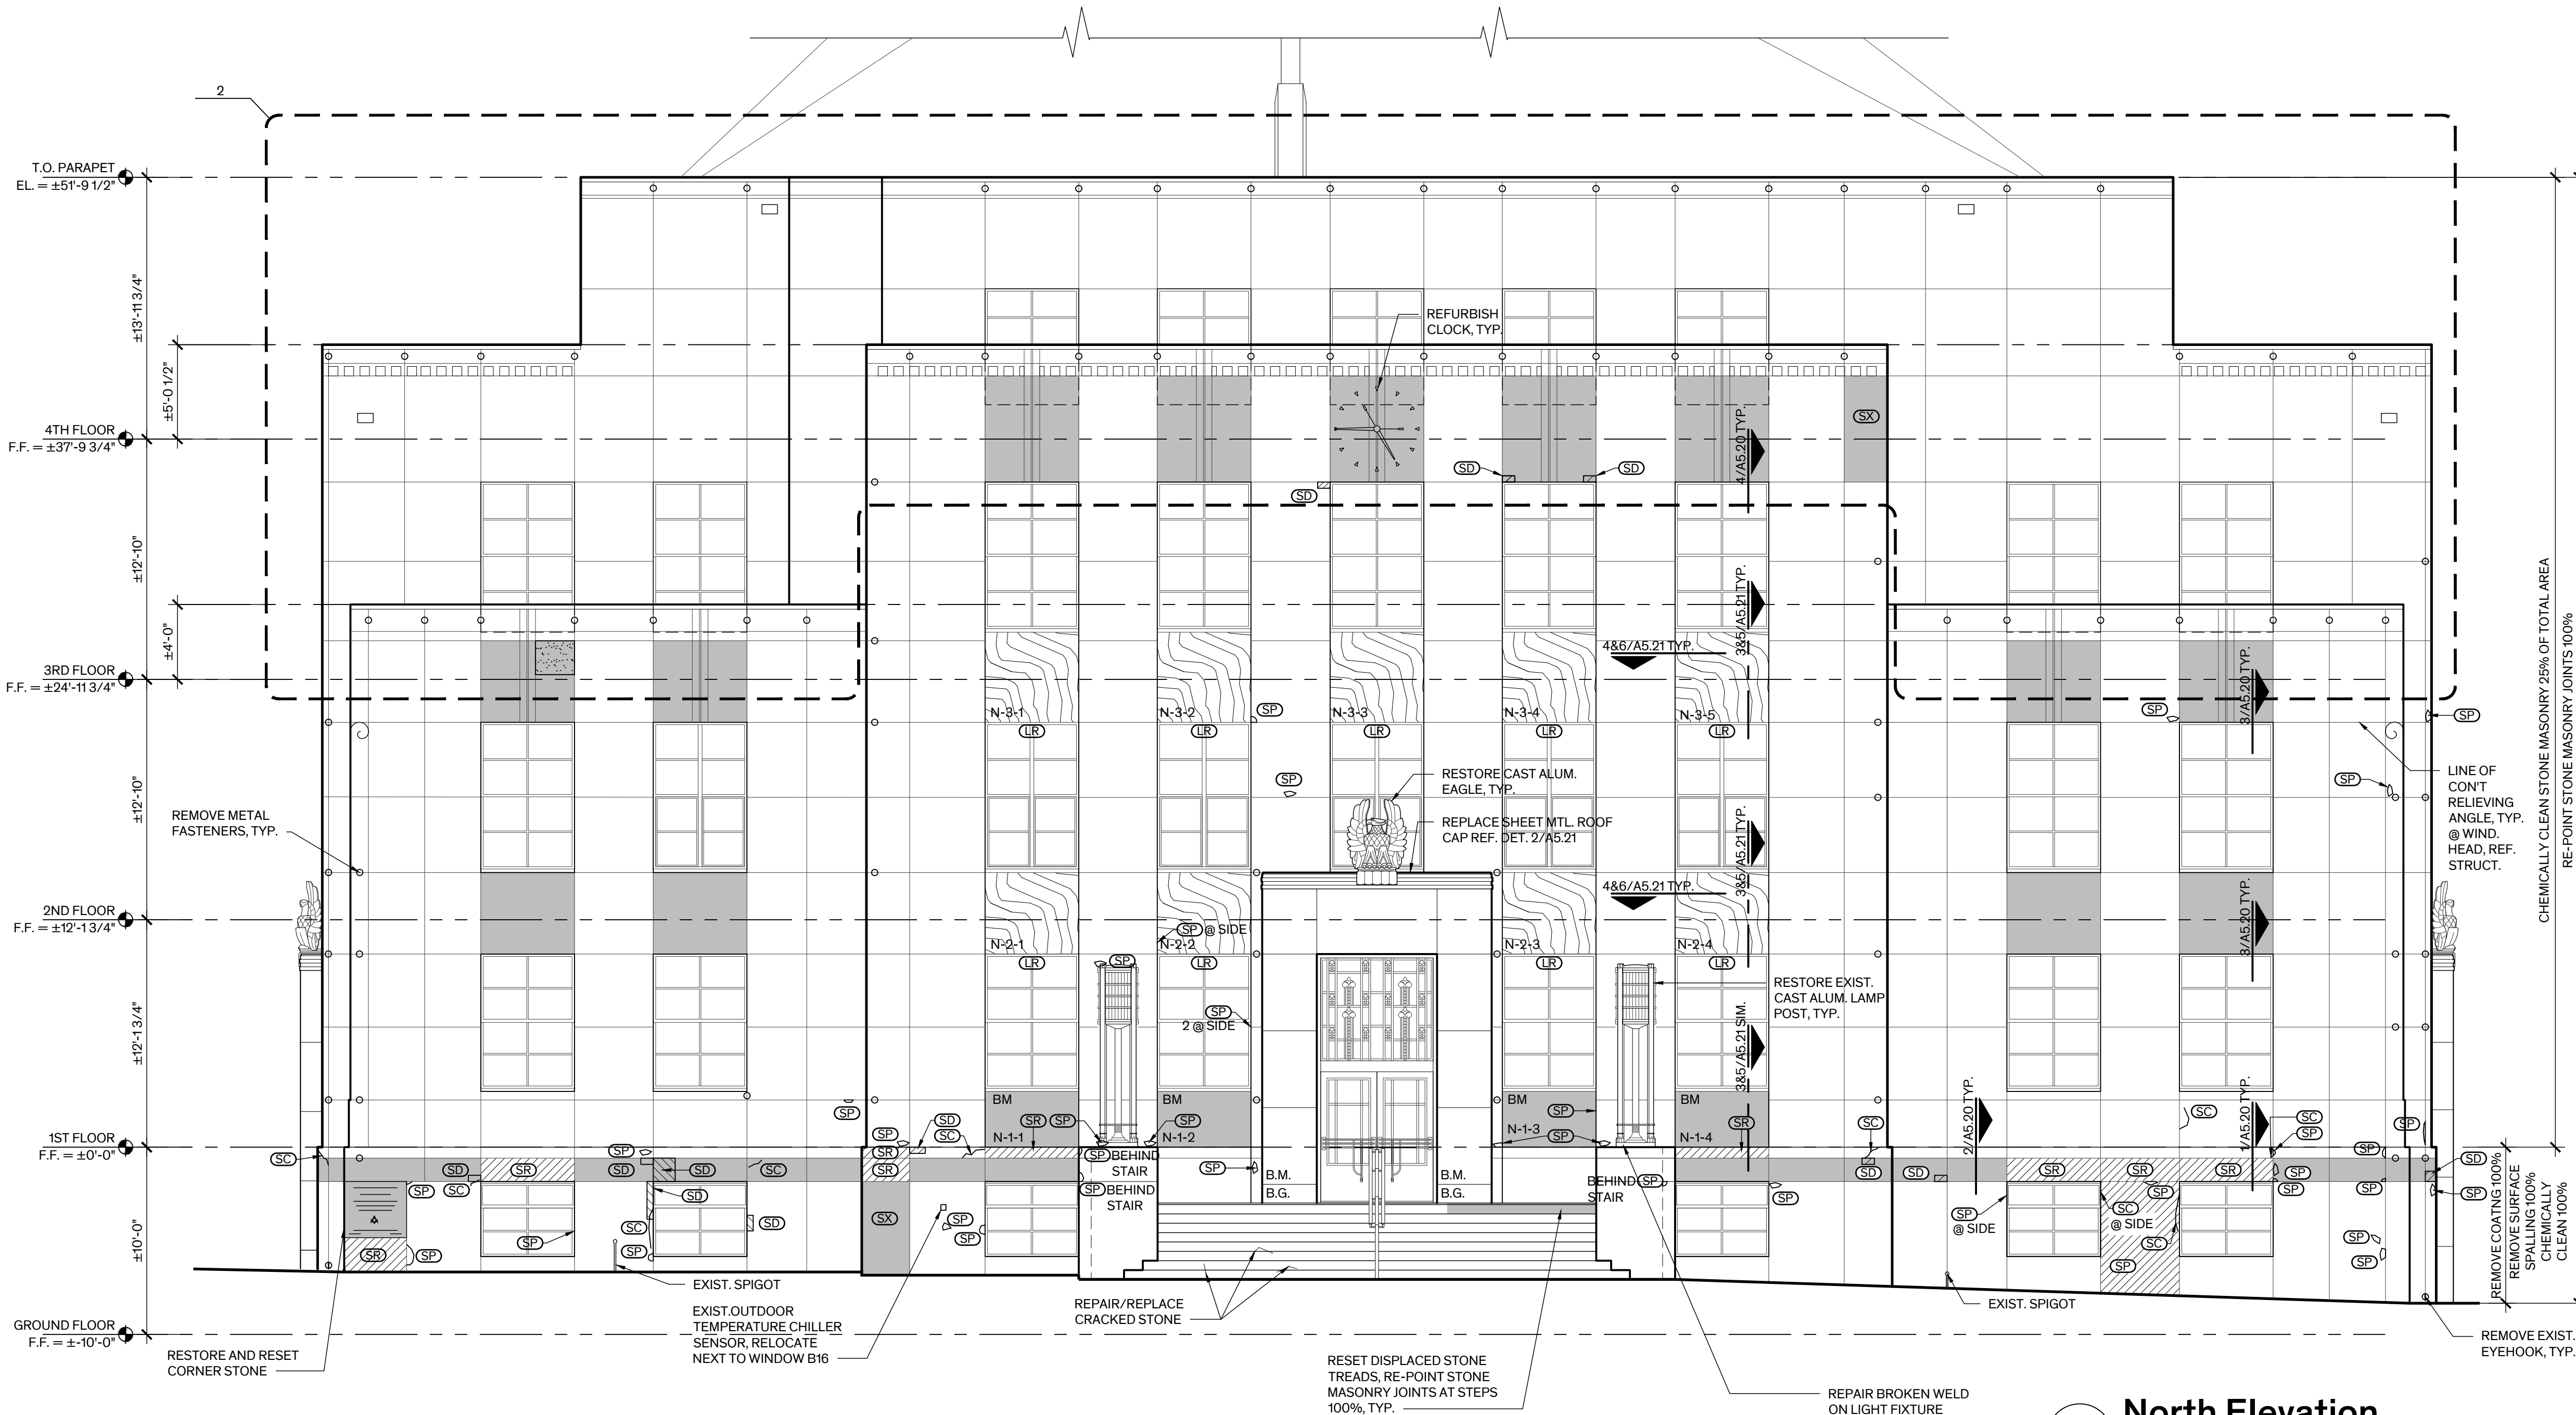 2
T.O. PARAPET
EL. = ±51'-9 1/2"
±13'-11 3/4"
±5'-0 1/2"
4TH FLOOR
F.F. = ±37'-9 3/4"
±12'-10"
±4'-0"
3RD FLOOR
F.F. = ±24'-11 3/4"
±12'-10"
REMOVE METAL
FASTENERS, TYP.
2ND FLOOR
F.F. = ±12'-1 3/4"
±12'-1 3/4"
1ST FLOOR
F.F. = ±0'-0"
±10'-0"
GROUND FLOOR
F.F. = ±-10'-0"
RESTORE AND RESET
CORNER STONE
REFURBISH
CLOCK, TYP.
SX
SD
SD
SD
4/A5.20 TYP.
3&5/A5.21 TYP.
4&6/A5.21 TYP.
N-3-1
N-3-2
SP
N-3-3
N-3-4
N-3-5
LR
LR
LR
LR
LR
SP
RESTORE CAST ALUM.
EAGLE, TYP.
REPLACE SHEET MTL. ROOF
CAP REF. DET. 2/A5.21
3&5/A5.21 TYP.
4&6/A5.21 TYP.
N-2-1
N-2-2
N-2-3
N-2-4
SP @ SIDE
LR
LR
LR
LR
SP
SP
2 @ SIDE
RESTORE EXIST.
CAST ALUM. LAMP
POST, TYP.
3&5/A5.21 SIM.
3/A5.20 TYP.
SP
SP
SP
LINE OF
CON'T
RELIEVING
ANGLE, TYP.
@ WIND.
HEAD, REF.
STRUCT.
3/A5.20 TYP.
2/A5.20 TYP.
1/A5.20 TYP.
CHEMICALLY CLEAN STONE MASONRY 25% OF TOTAL AREA
RE-POINT STONE MASONRY JOINTS 100%
REMOVE COATNG 100%
REMOVE SURFACE
SPALLING 100%
CHEMICALLY
CLEAN 100%
BM
BM
BM
BM
N-1-1
N-1-2
N-1-3
N-1-4
SP
SP
SD
SC
SR
SP
SP
SP
SP
SR
SC
SC
SC
SP
SP
SP
SC
SP
SD
SR
SD
SD
SC
SR
SR
SP BEHIND
STAIR
SP
B.M.
B.G.
B.M.
B.G.
SP BEHIND
STAIR
BEHIND SP
STAIR
SP
SD
SD
SR
SR
SR
SP
SP
SP
SP
SD
SP
SP
SC
SD
SC
SP
SD
SP
SR
SP
SX
SP
SP
SP
@ SIDE
SC
@ SIDE
SC
SP
SP
SP
EXIST. SPIGOT
EXIST.OUTDOOR
TEMPERATURE CHILLER
SENSOR, RELOCATE
NEXT TO WINDOW B16
REPAIR/REPLACE
CRACKED STONE
RESET DISPLACED STONE
TREADS, RE-POINT STONE
MASONRY JOINTS AT STEPS
100%, TYP.
REPAIR BROKEN WELD
ON LIGHT FIXTURE
EXIST. SPIGOT
REMOVE EXIST.
EYEHOOK, TYP.
North Elevation